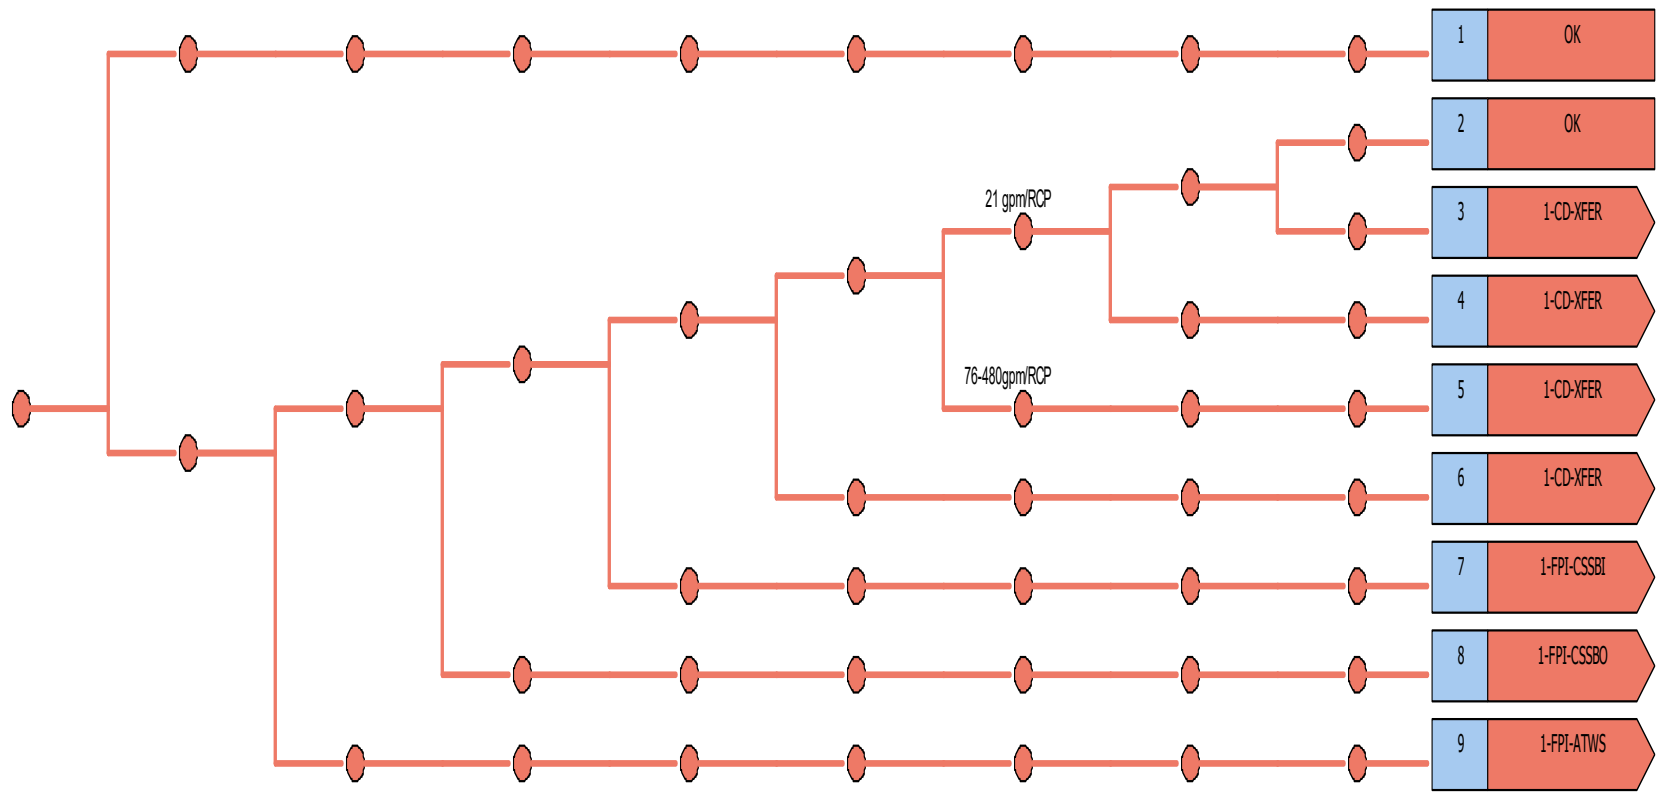 1 OK
2 OK
21 gpm/RCP
3 1-CD-XFER
4 1-CD-XFER
76-480gpm/RCP
5 1-CD-XFER
6 1-CD-XFER
7 1-FPI-CSSBI
8 1-FPI-CSSBO
9 1-FPI-ATWS